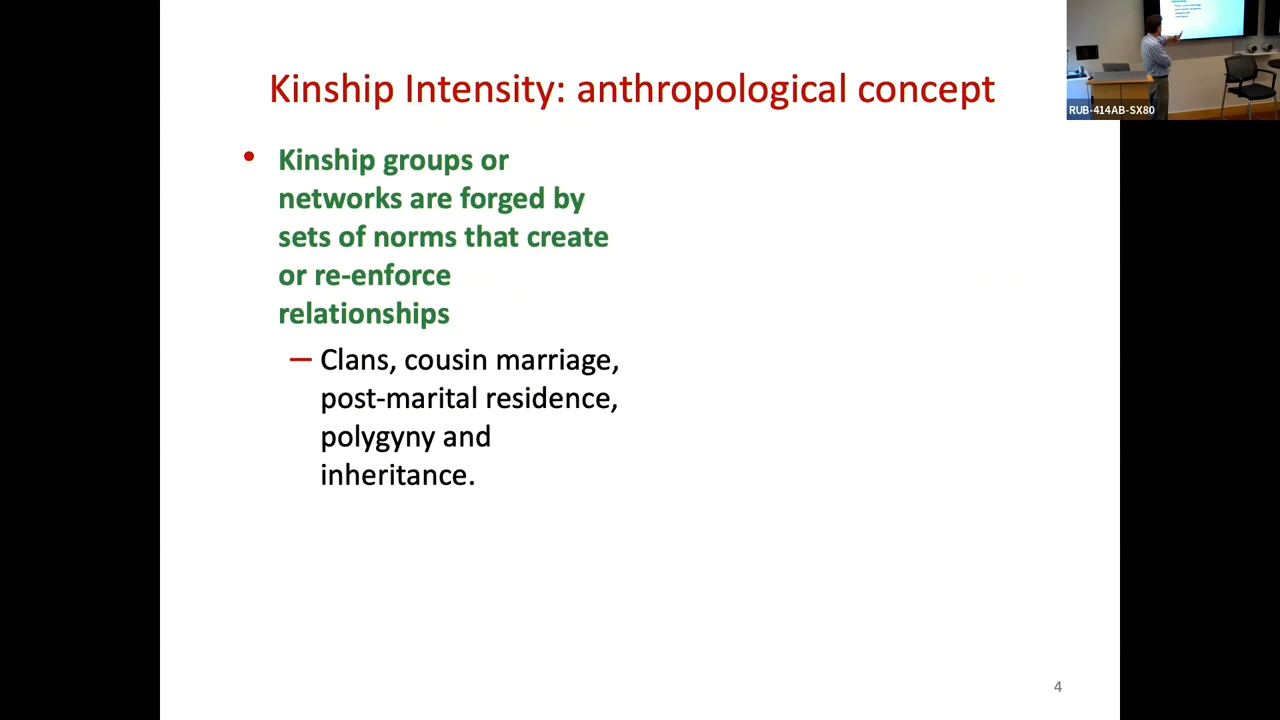 Kinship Intensity: anthropological concept
• Kinship groups or
networks are forged by
sets of norms that create
or re-enforce
relationships
– Clans, cousin marriage,
post-marital residence,
polygyny and
inheritance.
RUB-414AB-SX80
4